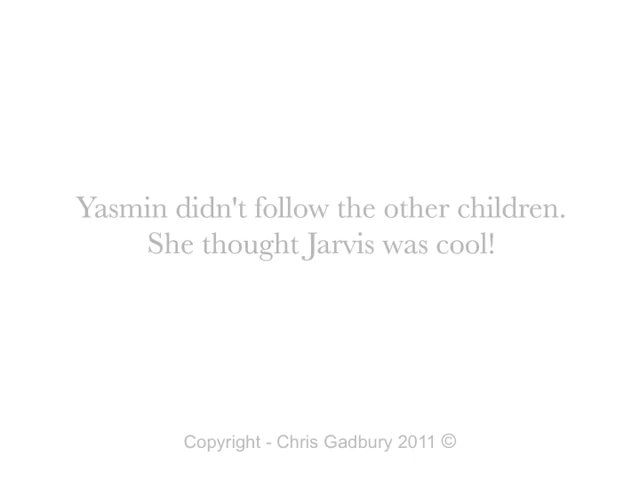 Yasmin didn't follow the other children.
She thought Jarvis was cool!
Copyright - Chris Gadbury 2011 ©